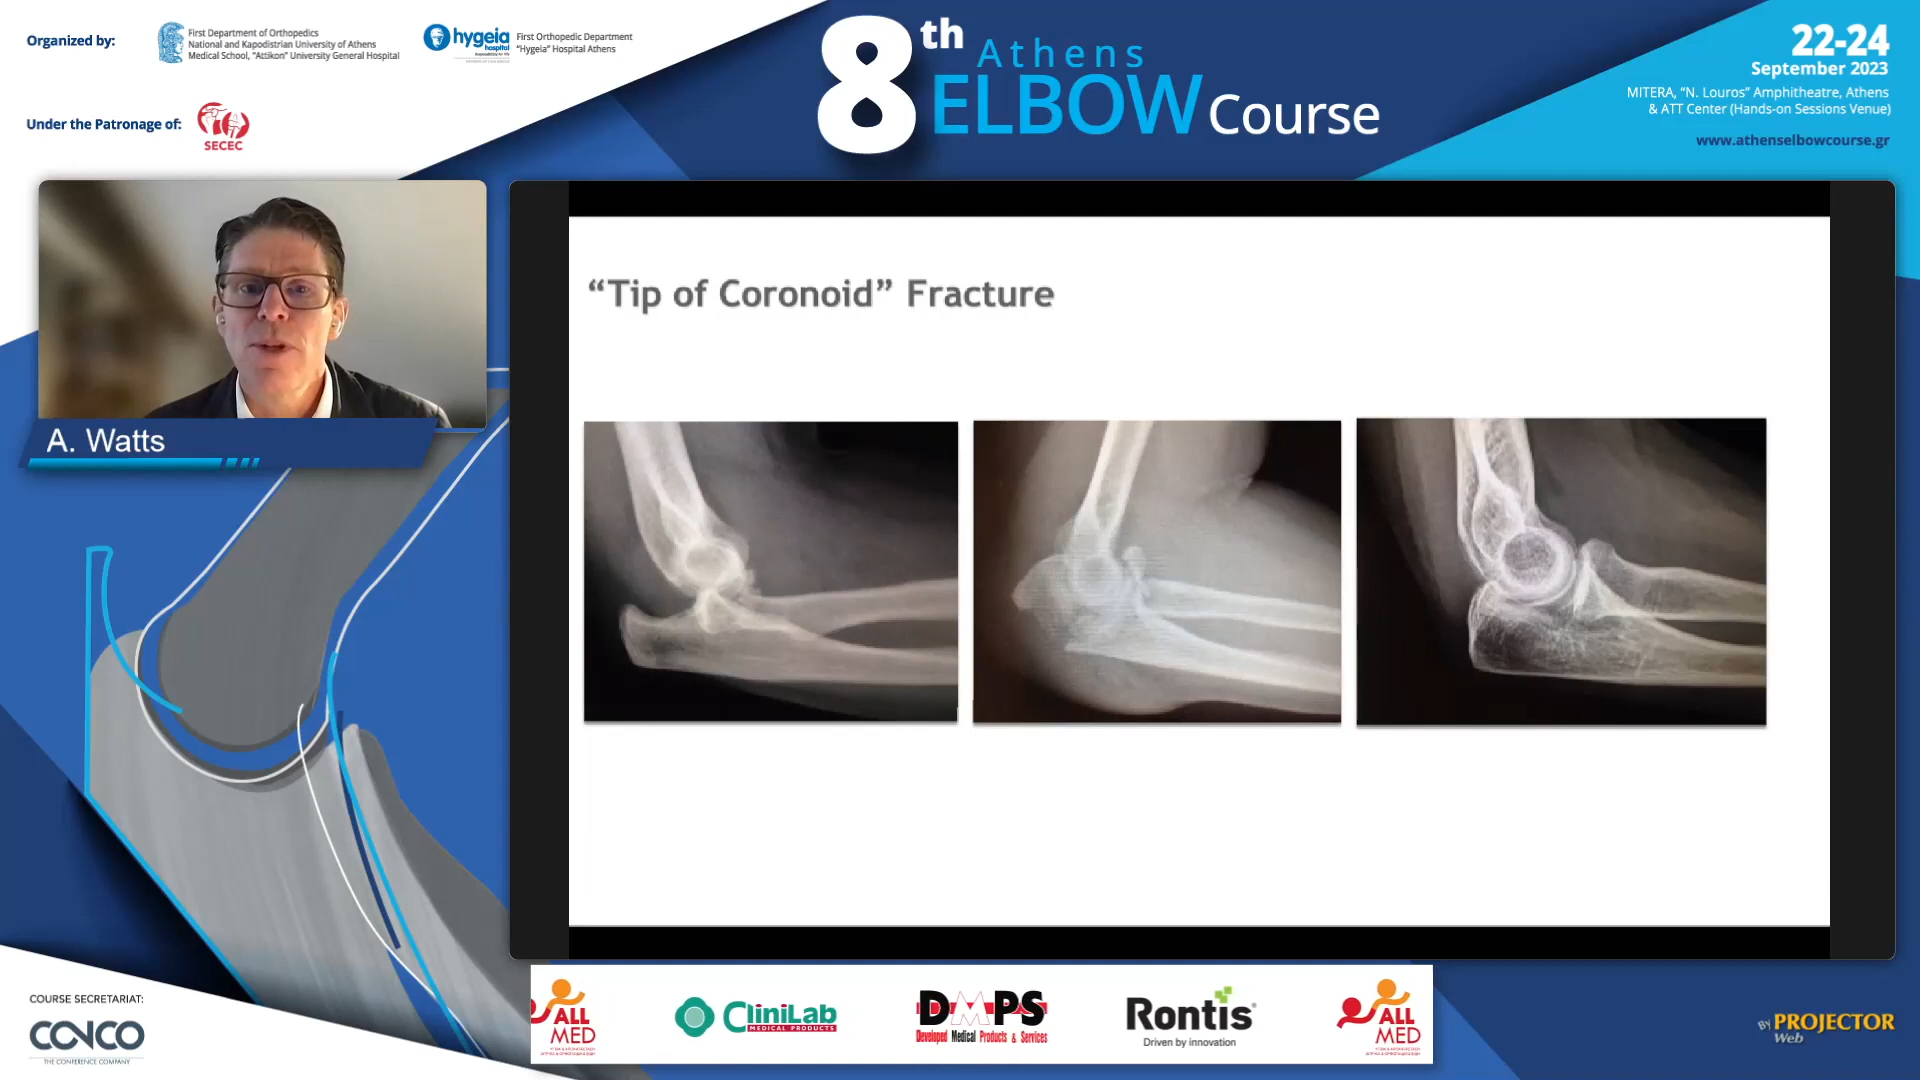 Organized by:
First Department of Orthopedics
National and Kapodistrian University of Athens
Medical School, "Attikon" University General Hospital
hygeia
hospital
First Orthopedic Department
"Hygeia" Hospital Athens
Under the Patronage of:
SECEC
8th Athens
ELBOW Course
22-24
September 2023
MITERA, "N. Louros" Amphitheatre, Athens
& ATT Center (Hands-on Sessions Venue)
www.athenselbowcourse.gr
A. Watts
“Tip of Coronoid” Fracture
COURSE SECRETARIAT:
CONCO
THE CONFERENCE COMPANY
ALL
MED
CliniLab
MEDICAL PRODUCTS
DMPS
Developed Medical Products & Services
Rontis
Driven by innovation
ALL
MED
By PROJECTOR
Web